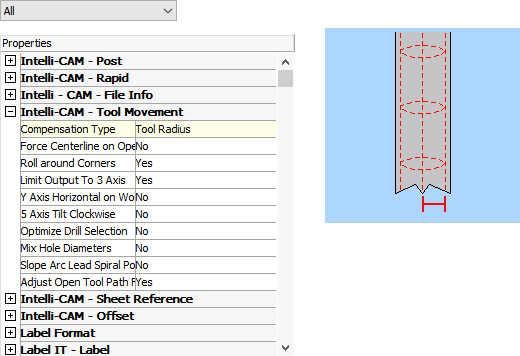 All
Properties
Intelli-CAM - Post
Intelli-CAM - Rapid
Intelli - CAM - File Info
Intelli-CAM - Tool Movement
Compensation Type Tool Radius
Force Centerline on Ope No
Roll around Corners Yes
Limit Output To 3 Axis Yes
Y Axis Horizontal on Wo No
5 Axis Tilt Clockwise No
Optimize Drill Selection No
Mix Hole Diameters No
Slope Arc Lead Spiral Po No
Adjust Open Tool Path F Yes
Intelli-CAM - Sheet Reference
Intelli-CAM - Offset
Label Format
Label IT - Label